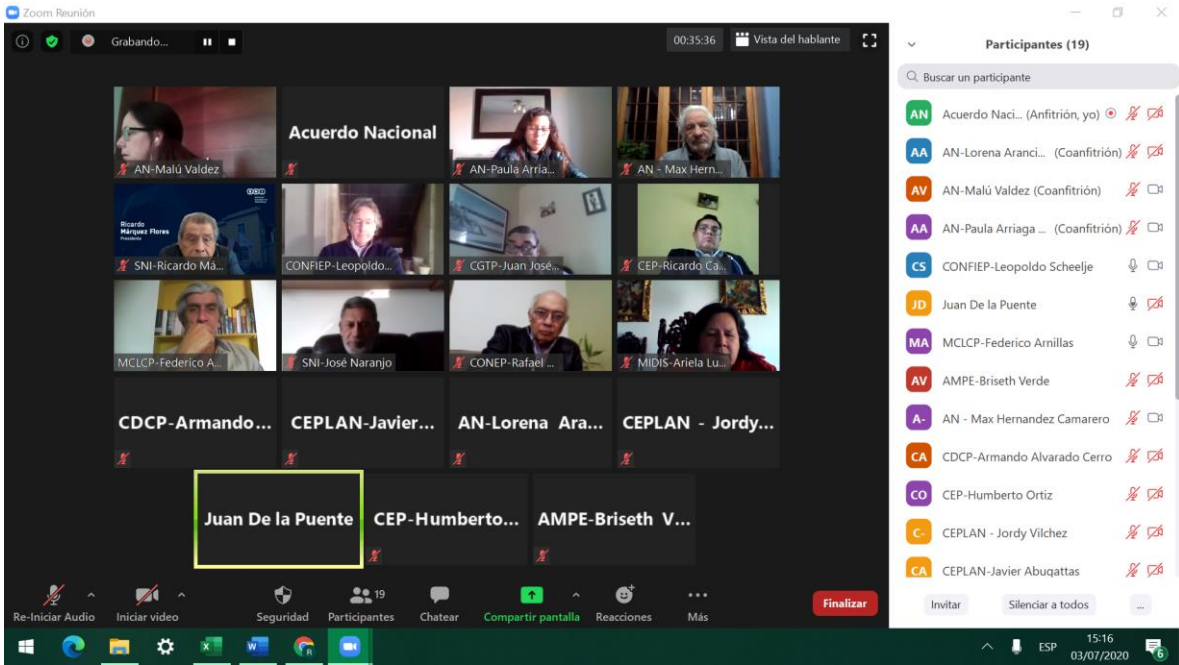 Zoom Reunión
Grabando...
00:35:36
Vista del hablante
AN-Malú Valdez
Acuerdo Nacional
AN-Paula Arria...
AN - Max Hern...
Ricardo
Márquez Flores
Presidente
SNI
SNI-Ricardo Má...
CONFIEP-Leopoldo...
CGTP-Juan José...
CEP-Ricardo Ca...
MCLCP-Federico A...
SNI-José Naranjo
CONEP-Rafael ...
MIDIS-Ariela Lu...
CDCP-Armando...
CEPLAN-Javier...
AN-Lorena Ara...
CEPLAN - Jordy...
Juan De la Puente
CEP-Humberto...
AMPE-Briseth V...
Re-Iniciar Audio
Iniciar video
Seguridad
19
Participantes
Chatear
Compartir pantalla
Reacciones
Más
Finalizar
Participantes (19)
Buscar un participante
AN Acuerdo Naci... (Anfitrión, yo)
AA AN-Lorena Aranci... (Coanfitrión)
AV AN-Malú Valdez (Coanfitrión)
AA AN-Paula Arriaga ... (Coanfitrión)
CS CONFIEP-Leopoldo Scheelje
JD Juan De la Puente
MA MCLCP-Federico Arnillas
AV AMPE-Briseth Verde
A- AN - Max Hernandez Camarero
CA CDCP-Armando Alvarado Cerro
CO CEP-Humberto Ortiz
C- CEPLAN - Jordy Vilchez
CA CEPLAN-Javier Abugattas
Invitar
Silenciar a todos
...
ESP
15:16
03/07/2020
6